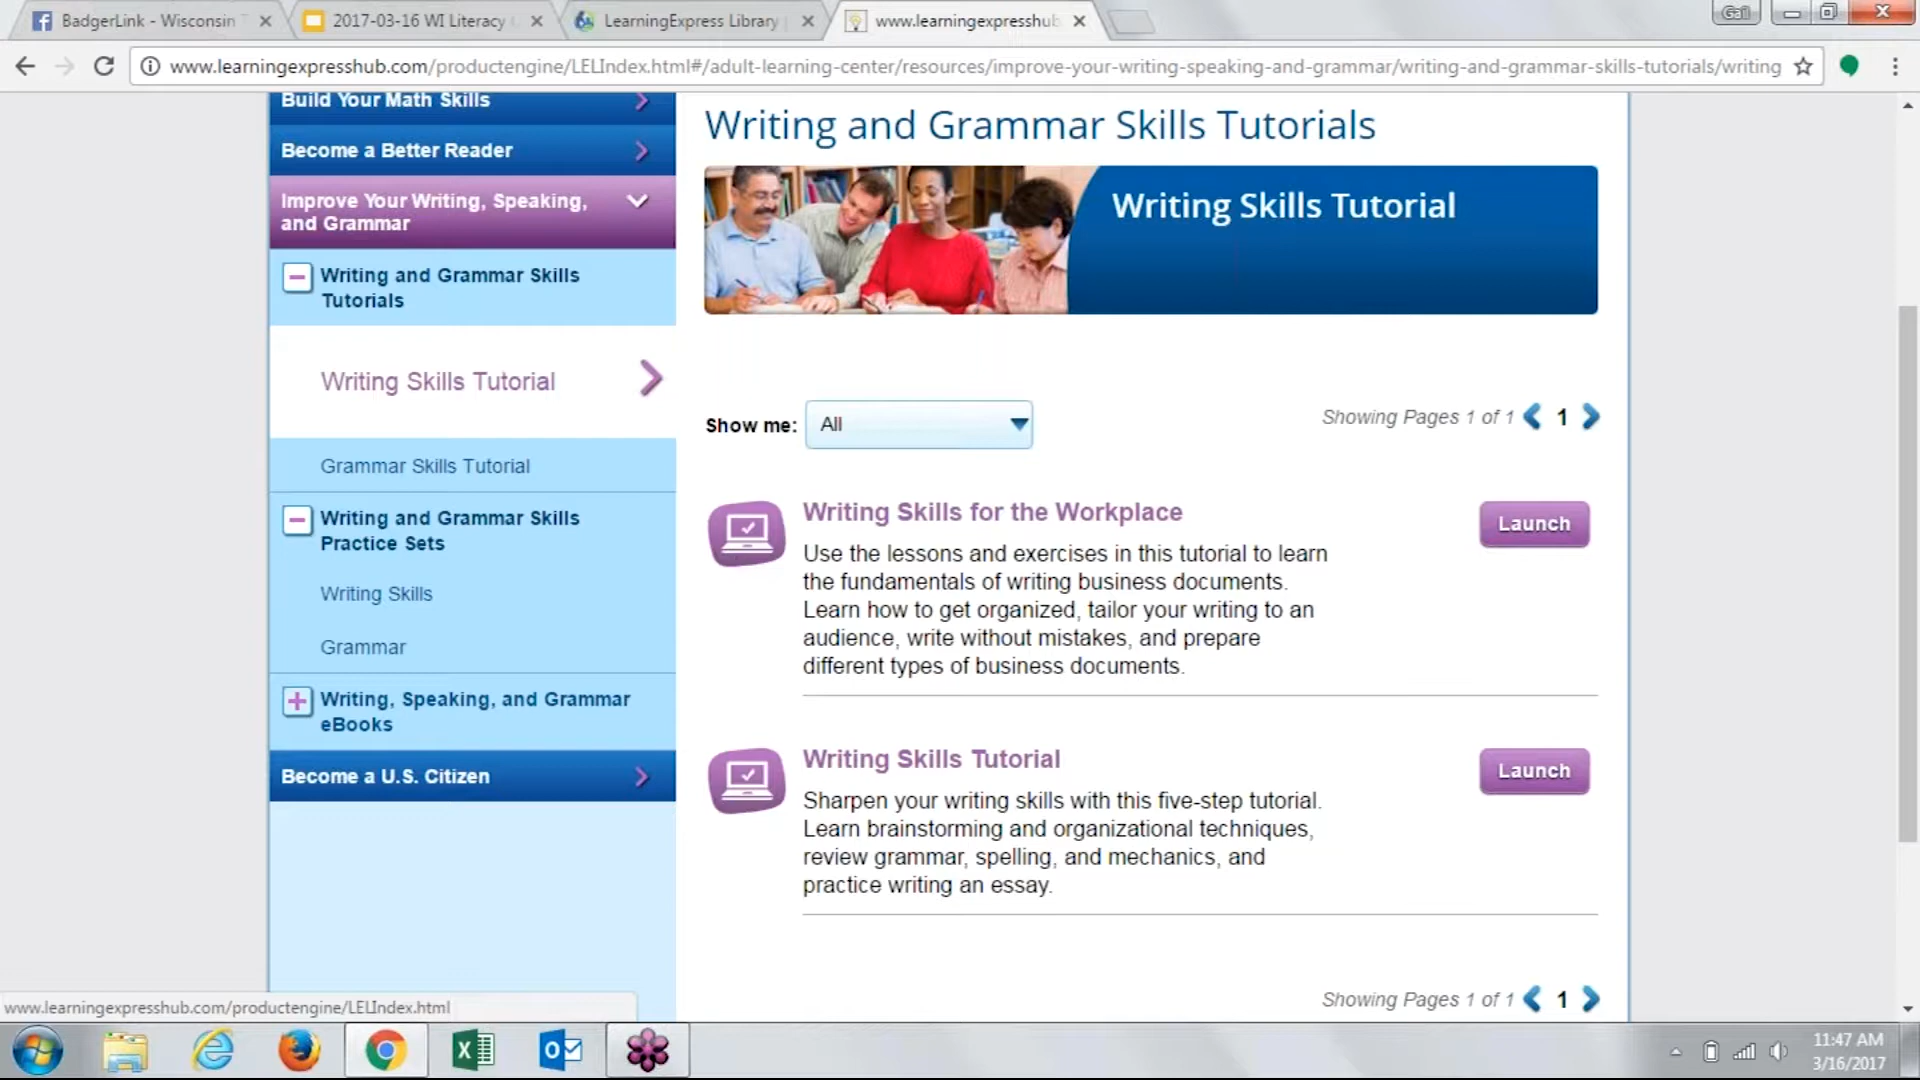 BadgerLink - Wisconsin
2017-03-16 WI Literacy
LearningExpress Library
www.learningexpresshub
Gail
www.learningexpresshub.com/productengine/LELIndex.html#/adult-learning-center/resources/improve-your-writing-speaking-and-grammar/writing-and-grammar-skills-tutorials/writing
Build Your Math Skills
Become a Better Reader
Improve Your Writing, Speaking,
and Grammar
Writing and Grammar Skills
Tutorials
Writing Skills Tutorial
Grammar Skills Tutorial
Writing and Grammar Skills
Practice Sets
Writing Skills
Grammar
Writing, Speaking, and Grammar
eBooks
Become a U.S. Citizen
Writing and Grammar Skills Tutorials
Writing Skills Tutorial
Show me: All
Showing Pages 1 of 1 1
Writing Skills for the Workplace
Launch
Use the lessons and exercises in this tutorial to learn
the fundamentals of writing business documents.
Learn how to get organized, tailor your writing to an
audience, write without mistakes, and prepare
different types of business documents.
Writing Skills Tutorial
Launch
Sharpen your writing skills with this five-step tutorial.
Learn brainstorming and organizational techniques,
review grammar, spelling, and mechanics, and
practice writing an essay.
Showing Pages 1 of 1 1
www.learningexpresshub.com/productengine/LELIndex.html
11:47 AM
3/16/2017